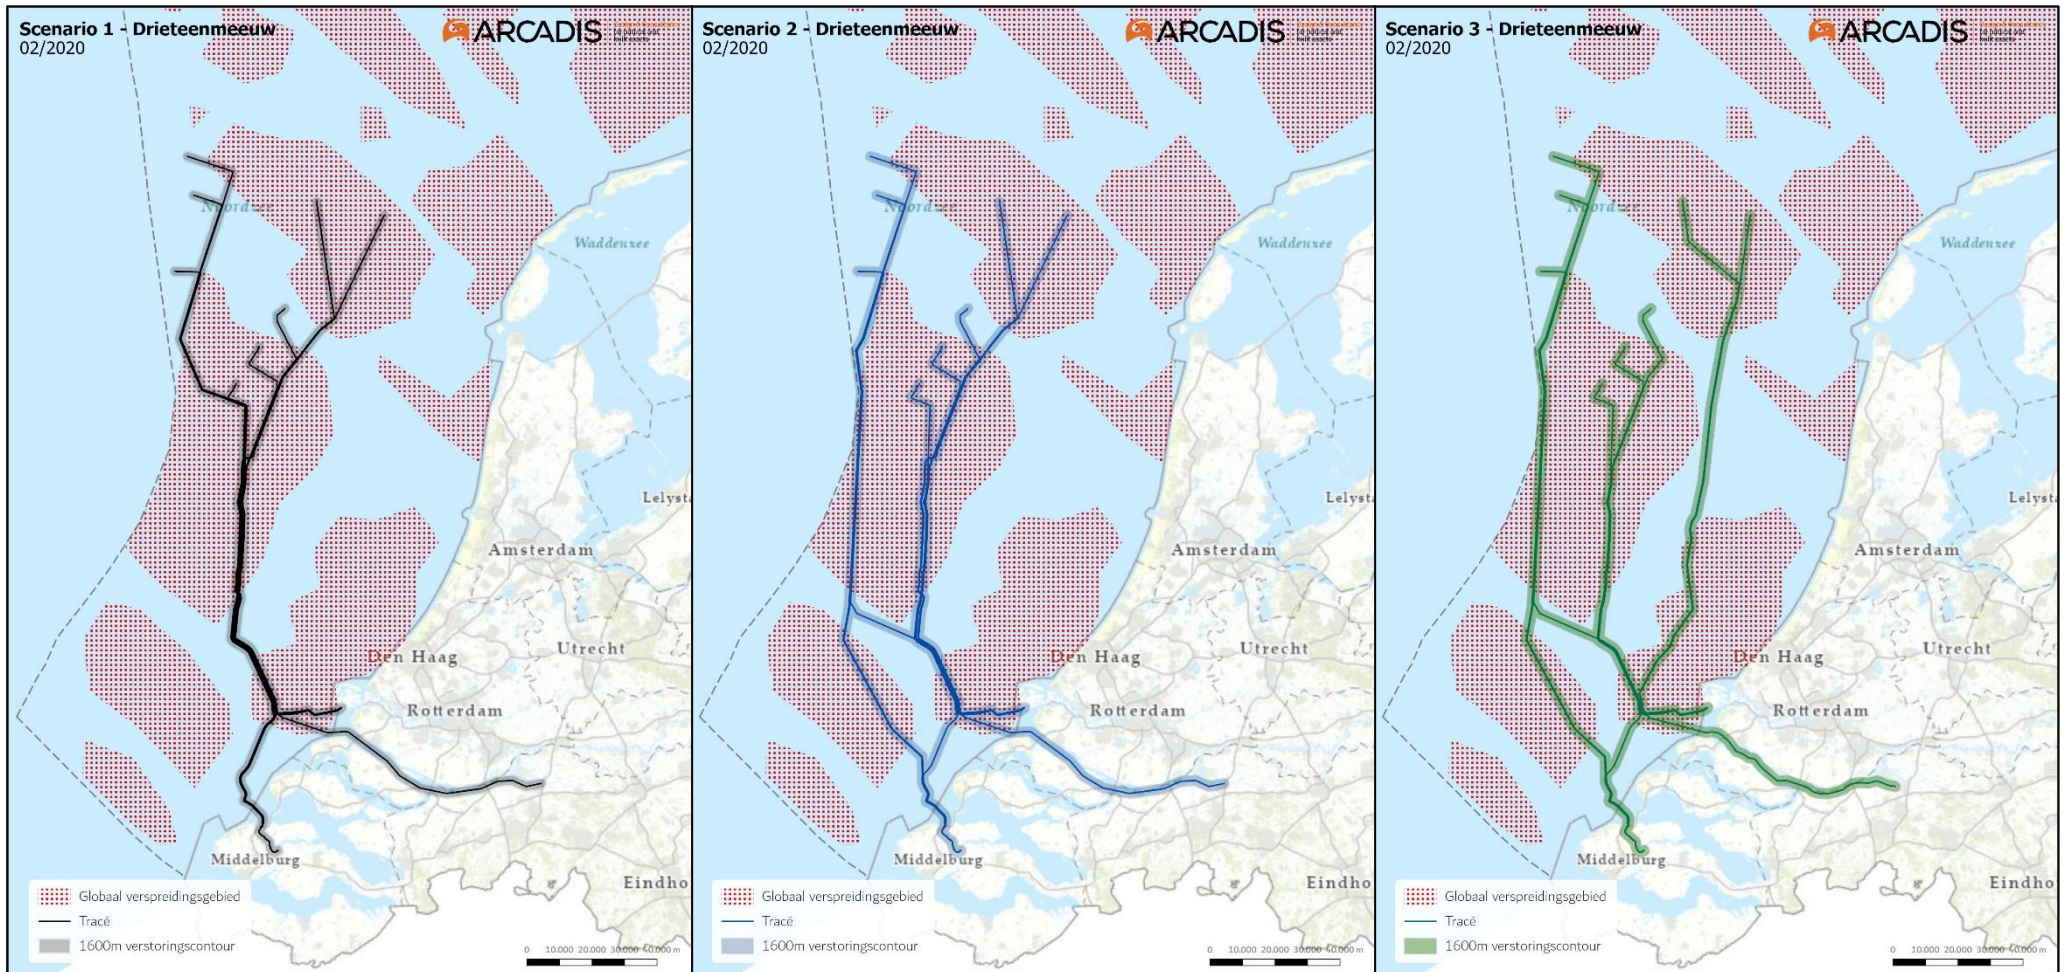 Scenario 1 - Drieteenmeeuw
02/2020
ARCADIS
Noordzee
Waddenzee
Lelyst
Amsterdam
Den Haag
Utrecht
Rotterdam
Middelburg
Eindho
Globaal verspreidingsgebied
Tracé
1600m verstoringscontour
0 10.000 20.000 30.000 40.000 m
Scenario 2 - Drieteenmeeuw
02/2020
ARCADIS
Noordzee
Waddenzee
Lelyst
Amsterdam
Den Haag
Utrecht
Rotterdam
Middelburg
Eindho
Globaal verspreidingsgebied
Tracé
1600m verstoringscontour
0 10.000 20.000 30.000 40.000 m
Scenario 3 - Drieteenmeeuw
02/2020
ARCADIS
Noordzee
Waddenzee
Lelyst
Amsterdam
Den Haag
Utrecht
Rotterdam
Middelburg
Eindho
Globaal verspreidingsgebied
Tracé
1600m verstoringscontour
0 10.000 20.000 30.000 40.000 m